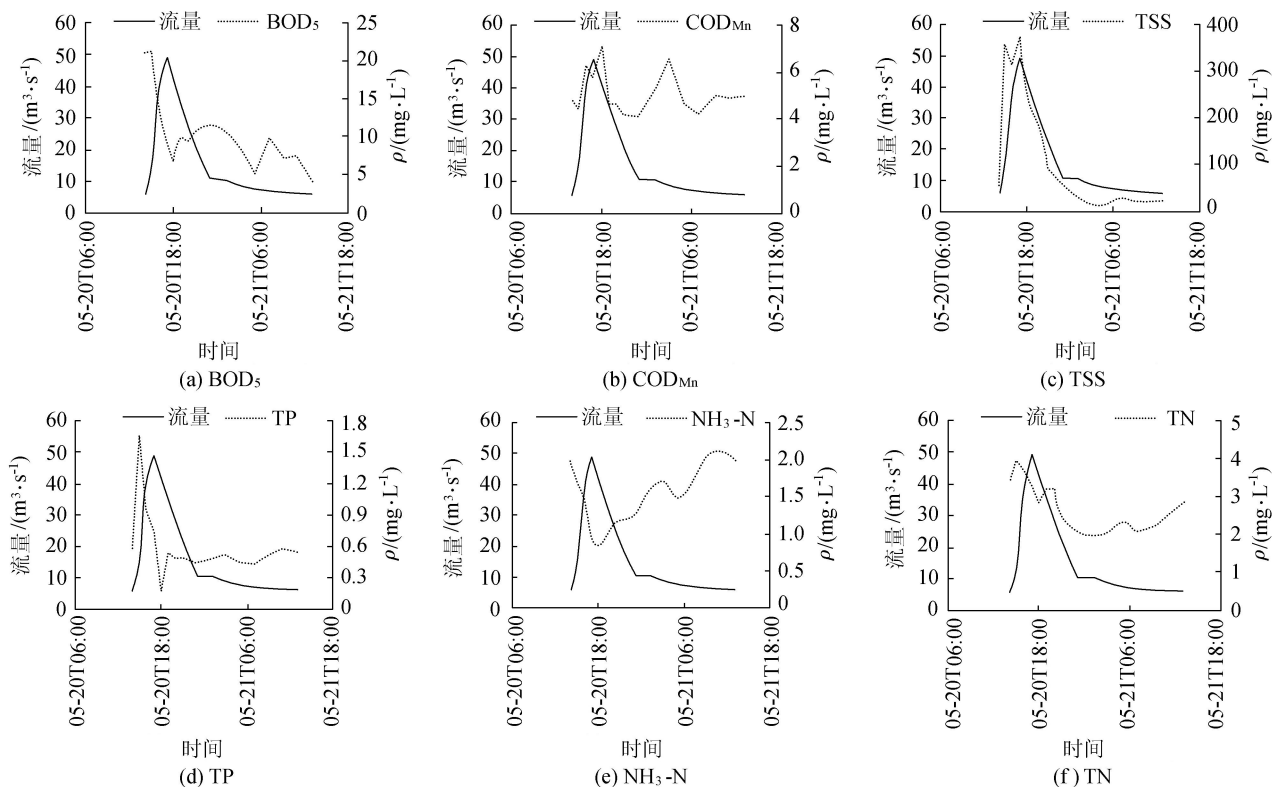 流量 BOD₅
60
50
40
30
20
10
0
流量/(m³·s⁻¹)
25
20
15
10
5
0
ρ/(mg·L⁻¹)
05-20T06:00
05-20T18:00
05-21T06:00
05-21T18:00
时间
(a) BOD₅
流量 COD_Mn
60
50
40
30
20
10
0
流量/(m³·s⁻¹)
8
6
4
2
0
ρ/(mg·L⁻¹)
05-20T06:00
05-20T18:00
05-21T06:00
05-21T18:00
时间
(b) COD_Mn
流量 TSS
60
50
40
30
20
10
0
流量/(m³·s⁻¹)
400
300
200
100
0
ρ/(mg·L⁻¹)
05-20T06:00
05-20T18:00
05-21T06:00
05-21T18:00
时间
(c) TSS
流量 TP
60
50
40
30
20
10
0
流量/(m³·s⁻¹)
1.8
1.5
1.2
0.9
0.6
0.3
0
ρ/(mg·L⁻¹)
05-20T06:00
05-20T18:00
05-21T06:00
05-21T18:00
时间
(d) TP
流量 NH₃-N
60
50
40
30
20
10
0
流量/(m³·s⁻¹)
2.5
2.0
1.5
1.0
0.5
0
ρ/(mg·L⁻¹)
05-20T06:00
05-20T18:00
05-21T06:00
05-21T18:00
时间
(e) NH₃-N
流量 TN
60
50
40
30
20
10
0
流量/(m³·s⁻¹)
5
4
3
2
1
0
ρ/(mg·L⁻¹)
05-20T06:00
05-20T18:00
05-21T06:00
05-21T18:00
时间
(f) TN